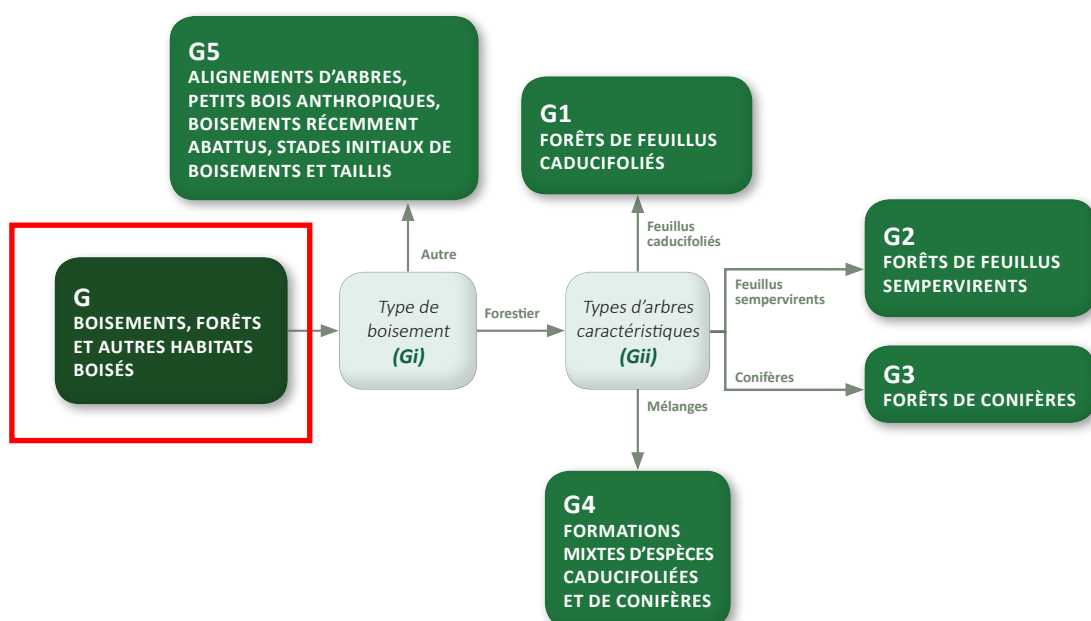 G5
ALIGNEMENTS D'ARBRES,
PETITS BOIS ANTHROPIQUES,
BOISEMENTS RÉCEMMENT
ABATTUS, STADES INITIAUX DE
BOISEMENTS ET TAILLIS
G1
FORÊTS DE FEUILLUS
CADUCIFOLIÉS
G2
FORÊTS DE FEUILLUS
SEMPERVIRENTS
Autre
Feuillus
caducifoliés
G
BOISEMENTS, FORÊTS
ET AUTRES HABITATS
BOISÉS
Type de
boisement
(Gi)
Forestier
Types d'arbres
caractéristiques
(Gii)
Feuillus
sempervirents
Conifères
G3
FORÊTS DE CONIFÈRES
Mélanges
G4
FORMATIONS
MIXTES D'ESPÈCES
CADUCIFOLIÉES
ET DE CONIFÈRES